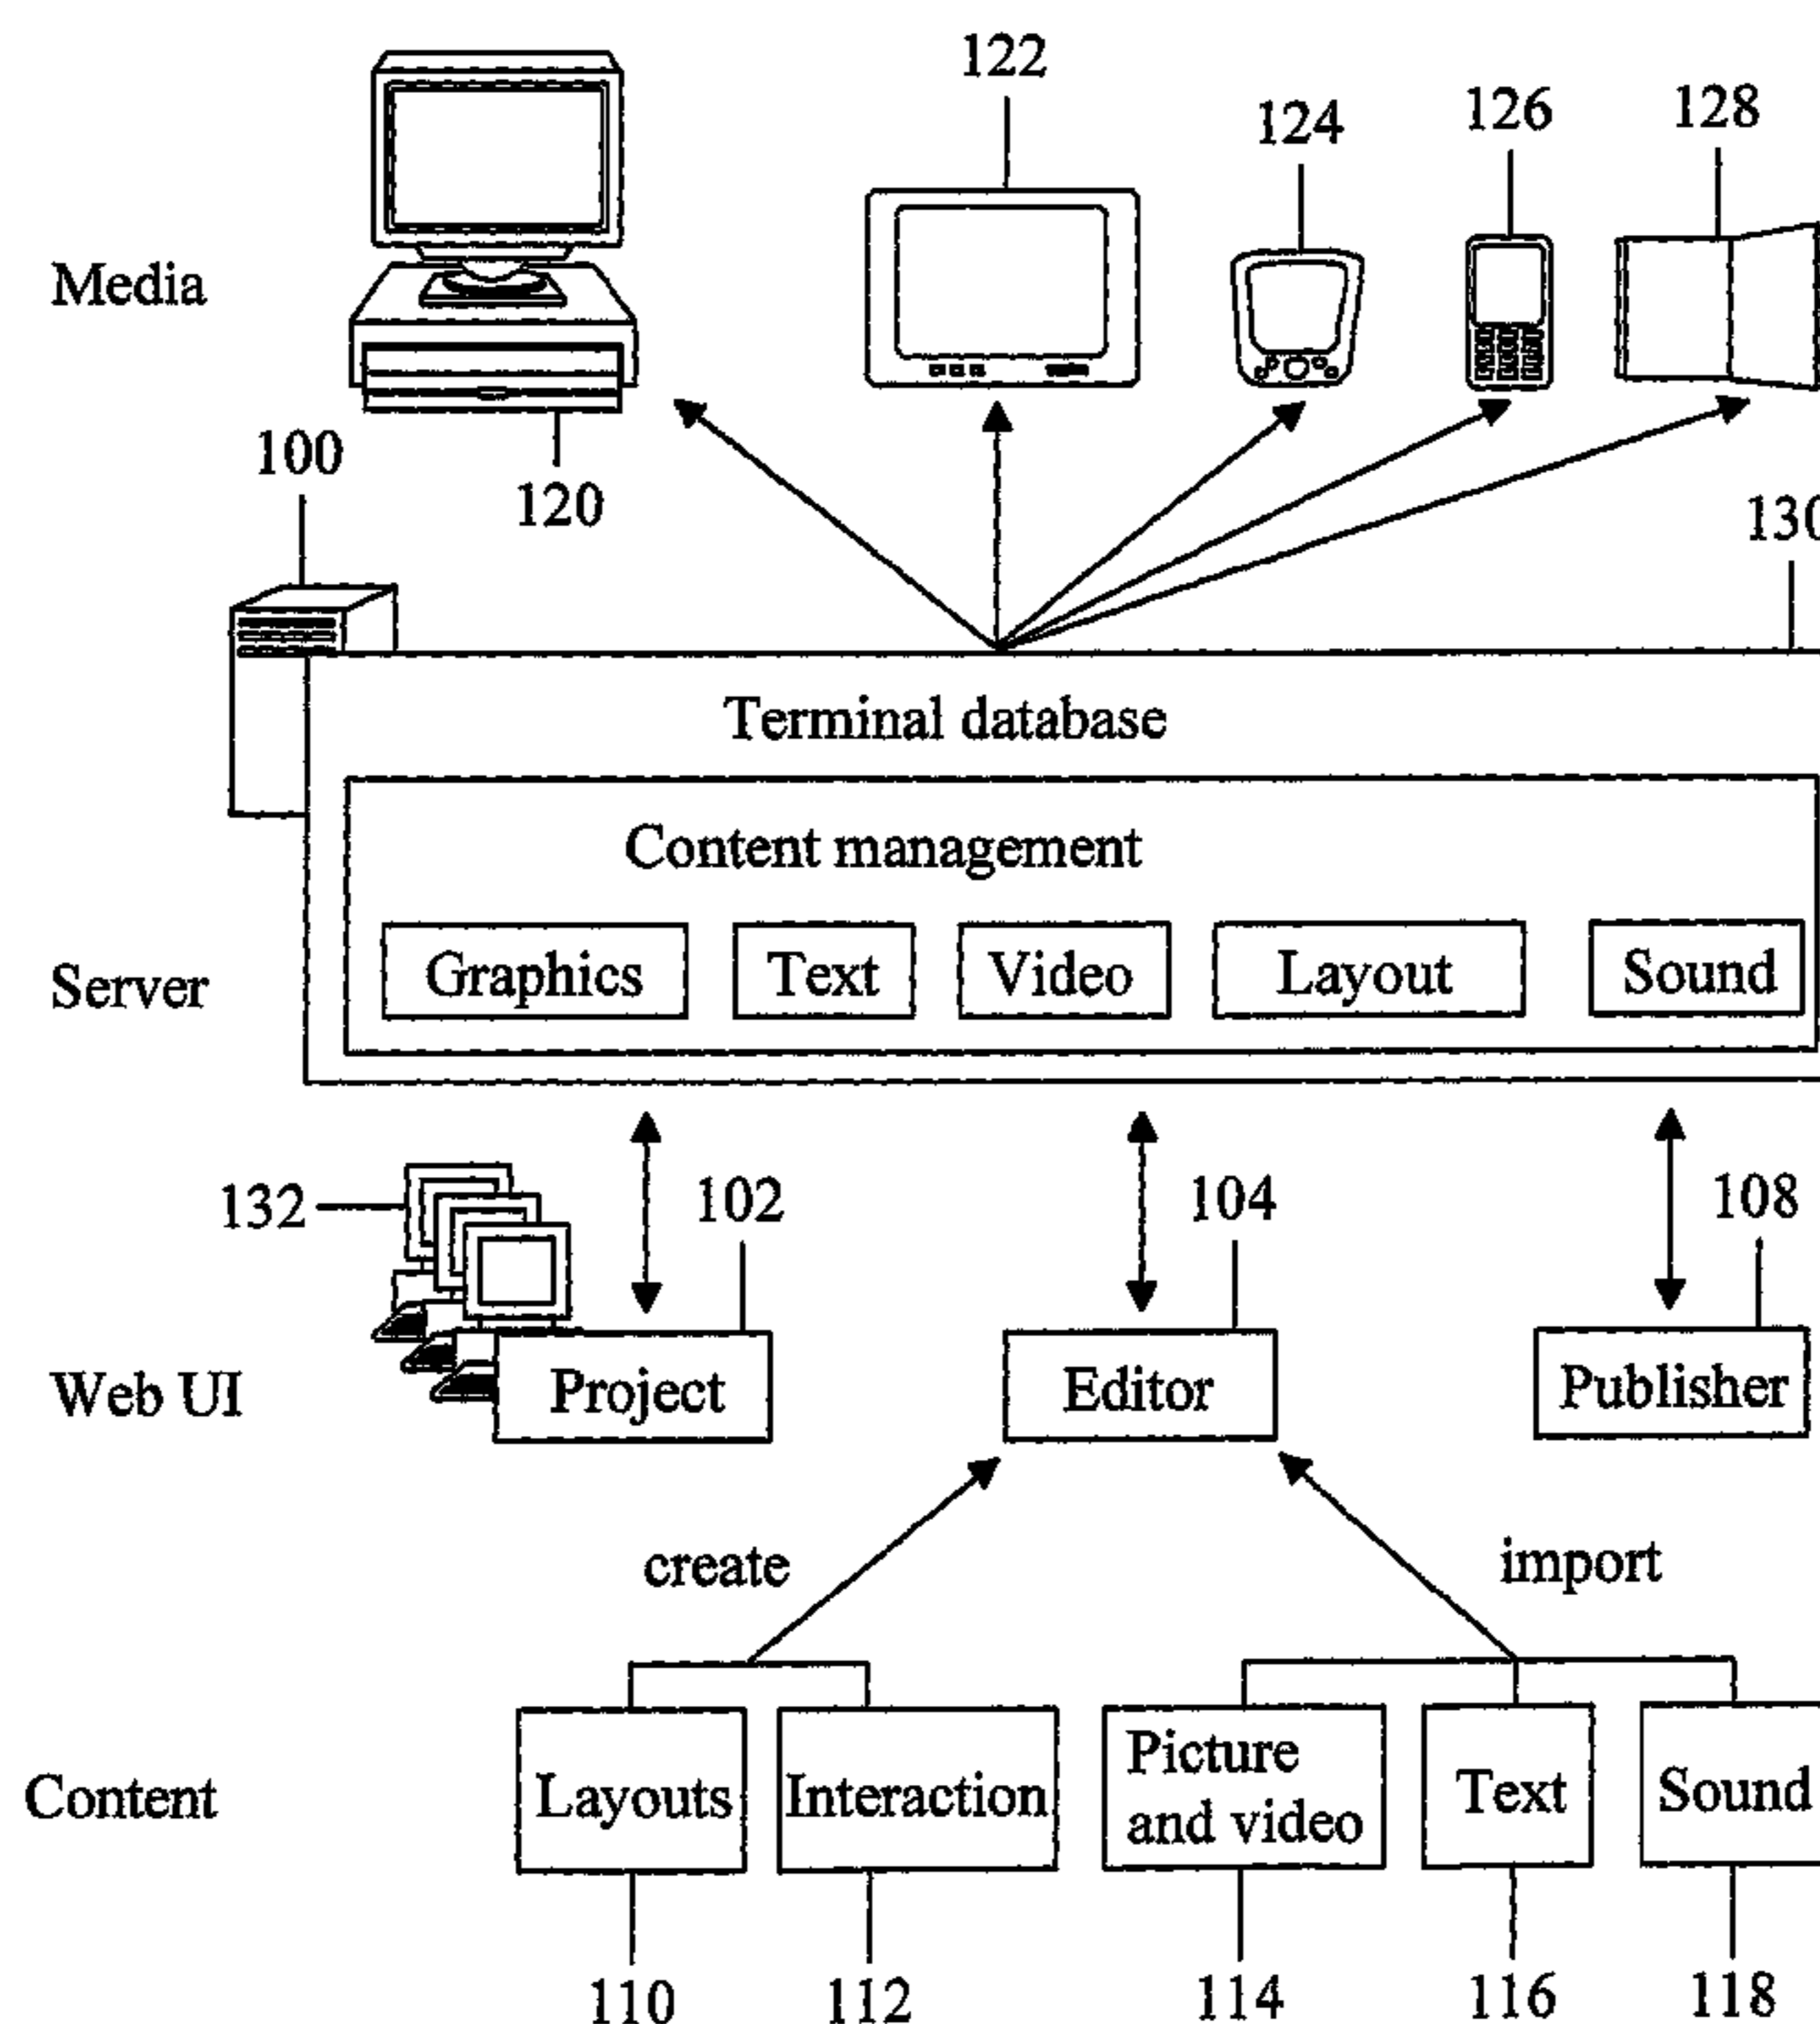 122
124
126
128
Media
100
120
130
Terminal database
Content management
Graphics
Text
Video
Layout
Sound
Server
132
102
104
108
Web UI
Project
Editor
Publisher
create
import
Content
Layouts
Interaction
Picture
and video
Text
Sound
110
112
114
116
118